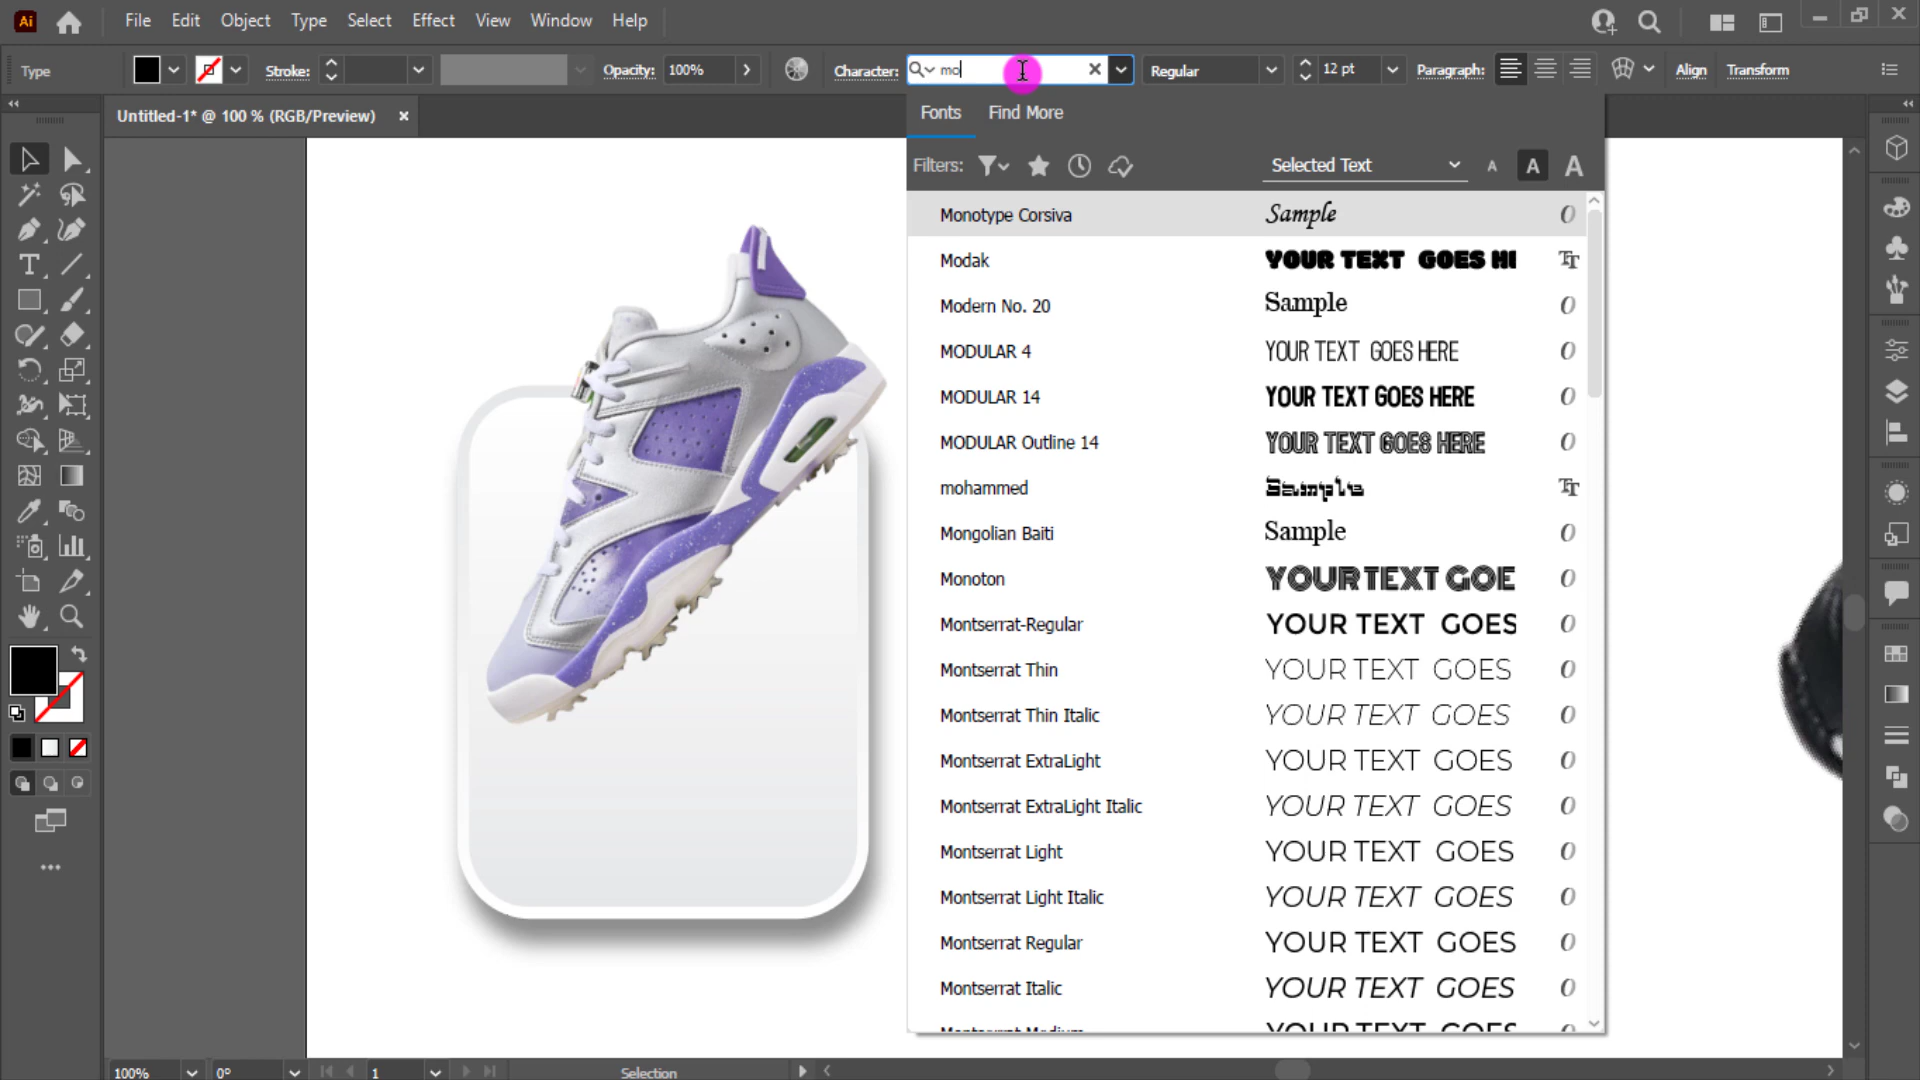 Ai File Edit Object Type Select Effect View Window Help
Type Stroke: Opacity: 100% Character: mo Regular 12 pt Paragraph: Align Transform
Untitled-1* @ 100 % (RGB/Preview)
Fonts Find More
Filters: Selected Text A A A
Monotype Corsiva Sample
Modak YOUR TEXT GOES HE
Modern No. 20 Sample
MODULAR 4 YOUR TEXT GOES HERE
MODULAR 14 YOUR TEXT GOES HERE
MODULAR Outline 14 YOUR TEXT GOES HERE
mohammed Sample
Mongolian Baiti Sample
Monoton YOUR TEXT GOE
Montserrat-Regular YOUR TEXT GOES
Montserrat Thin YOUR TEXT GOES
Montserrat Thin Italic YOUR TEXT GOES
Montserrat ExtraLight YOUR TEXT GOES
Montserrat ExtraLight Italic YOUR TEXT GOES
Montserrat Light YOUR TEXT GOES
Montserrat Light Italic YOUR TEXT GOES
Montserrat Regular YOUR TEXT GOES
Montserrat Italic YOUR TEXT GOES
Montserrat Medium YOUR TEXT GOES
100% 0° 1 Selection